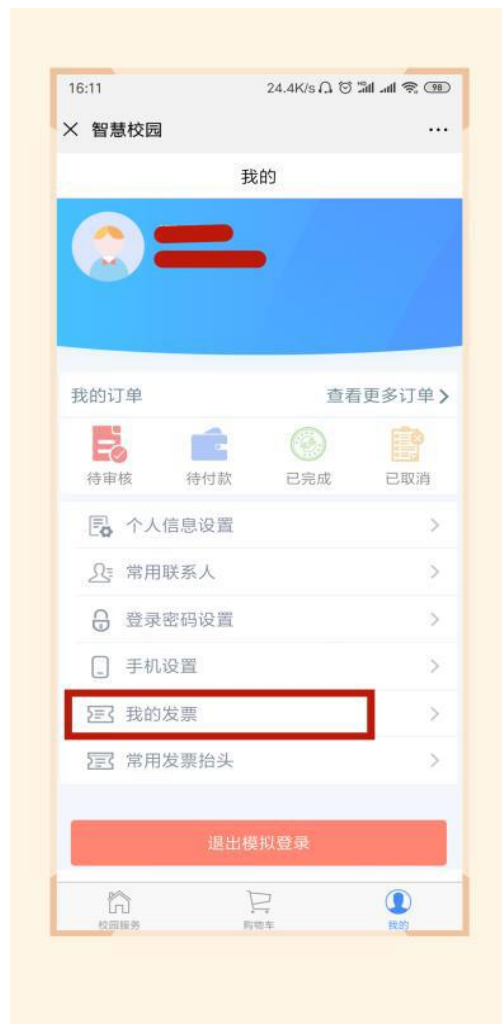 16:11 24.4K/s 98
智慧校园
我的
我的订单 查看更多订单
待审核 待付款 已完成 已取消
个人信息设置
常用联系人
登录密码设置
手机设置
我的发票
常用发票抬头
退出模拟登录
校园服务 购物车 我的